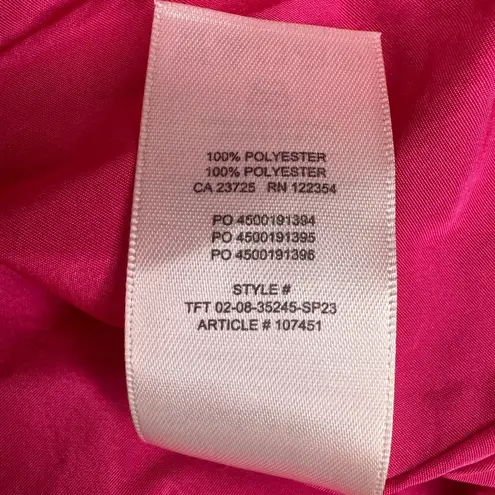 100% POLYESTER
100% POLYESTER
CA 23725 RN 122354
PO 4500191394
PO 4500191395
PO 4500191396
STYLE #
TFT 02-08-35245-SP23
ARTICLE # 107451